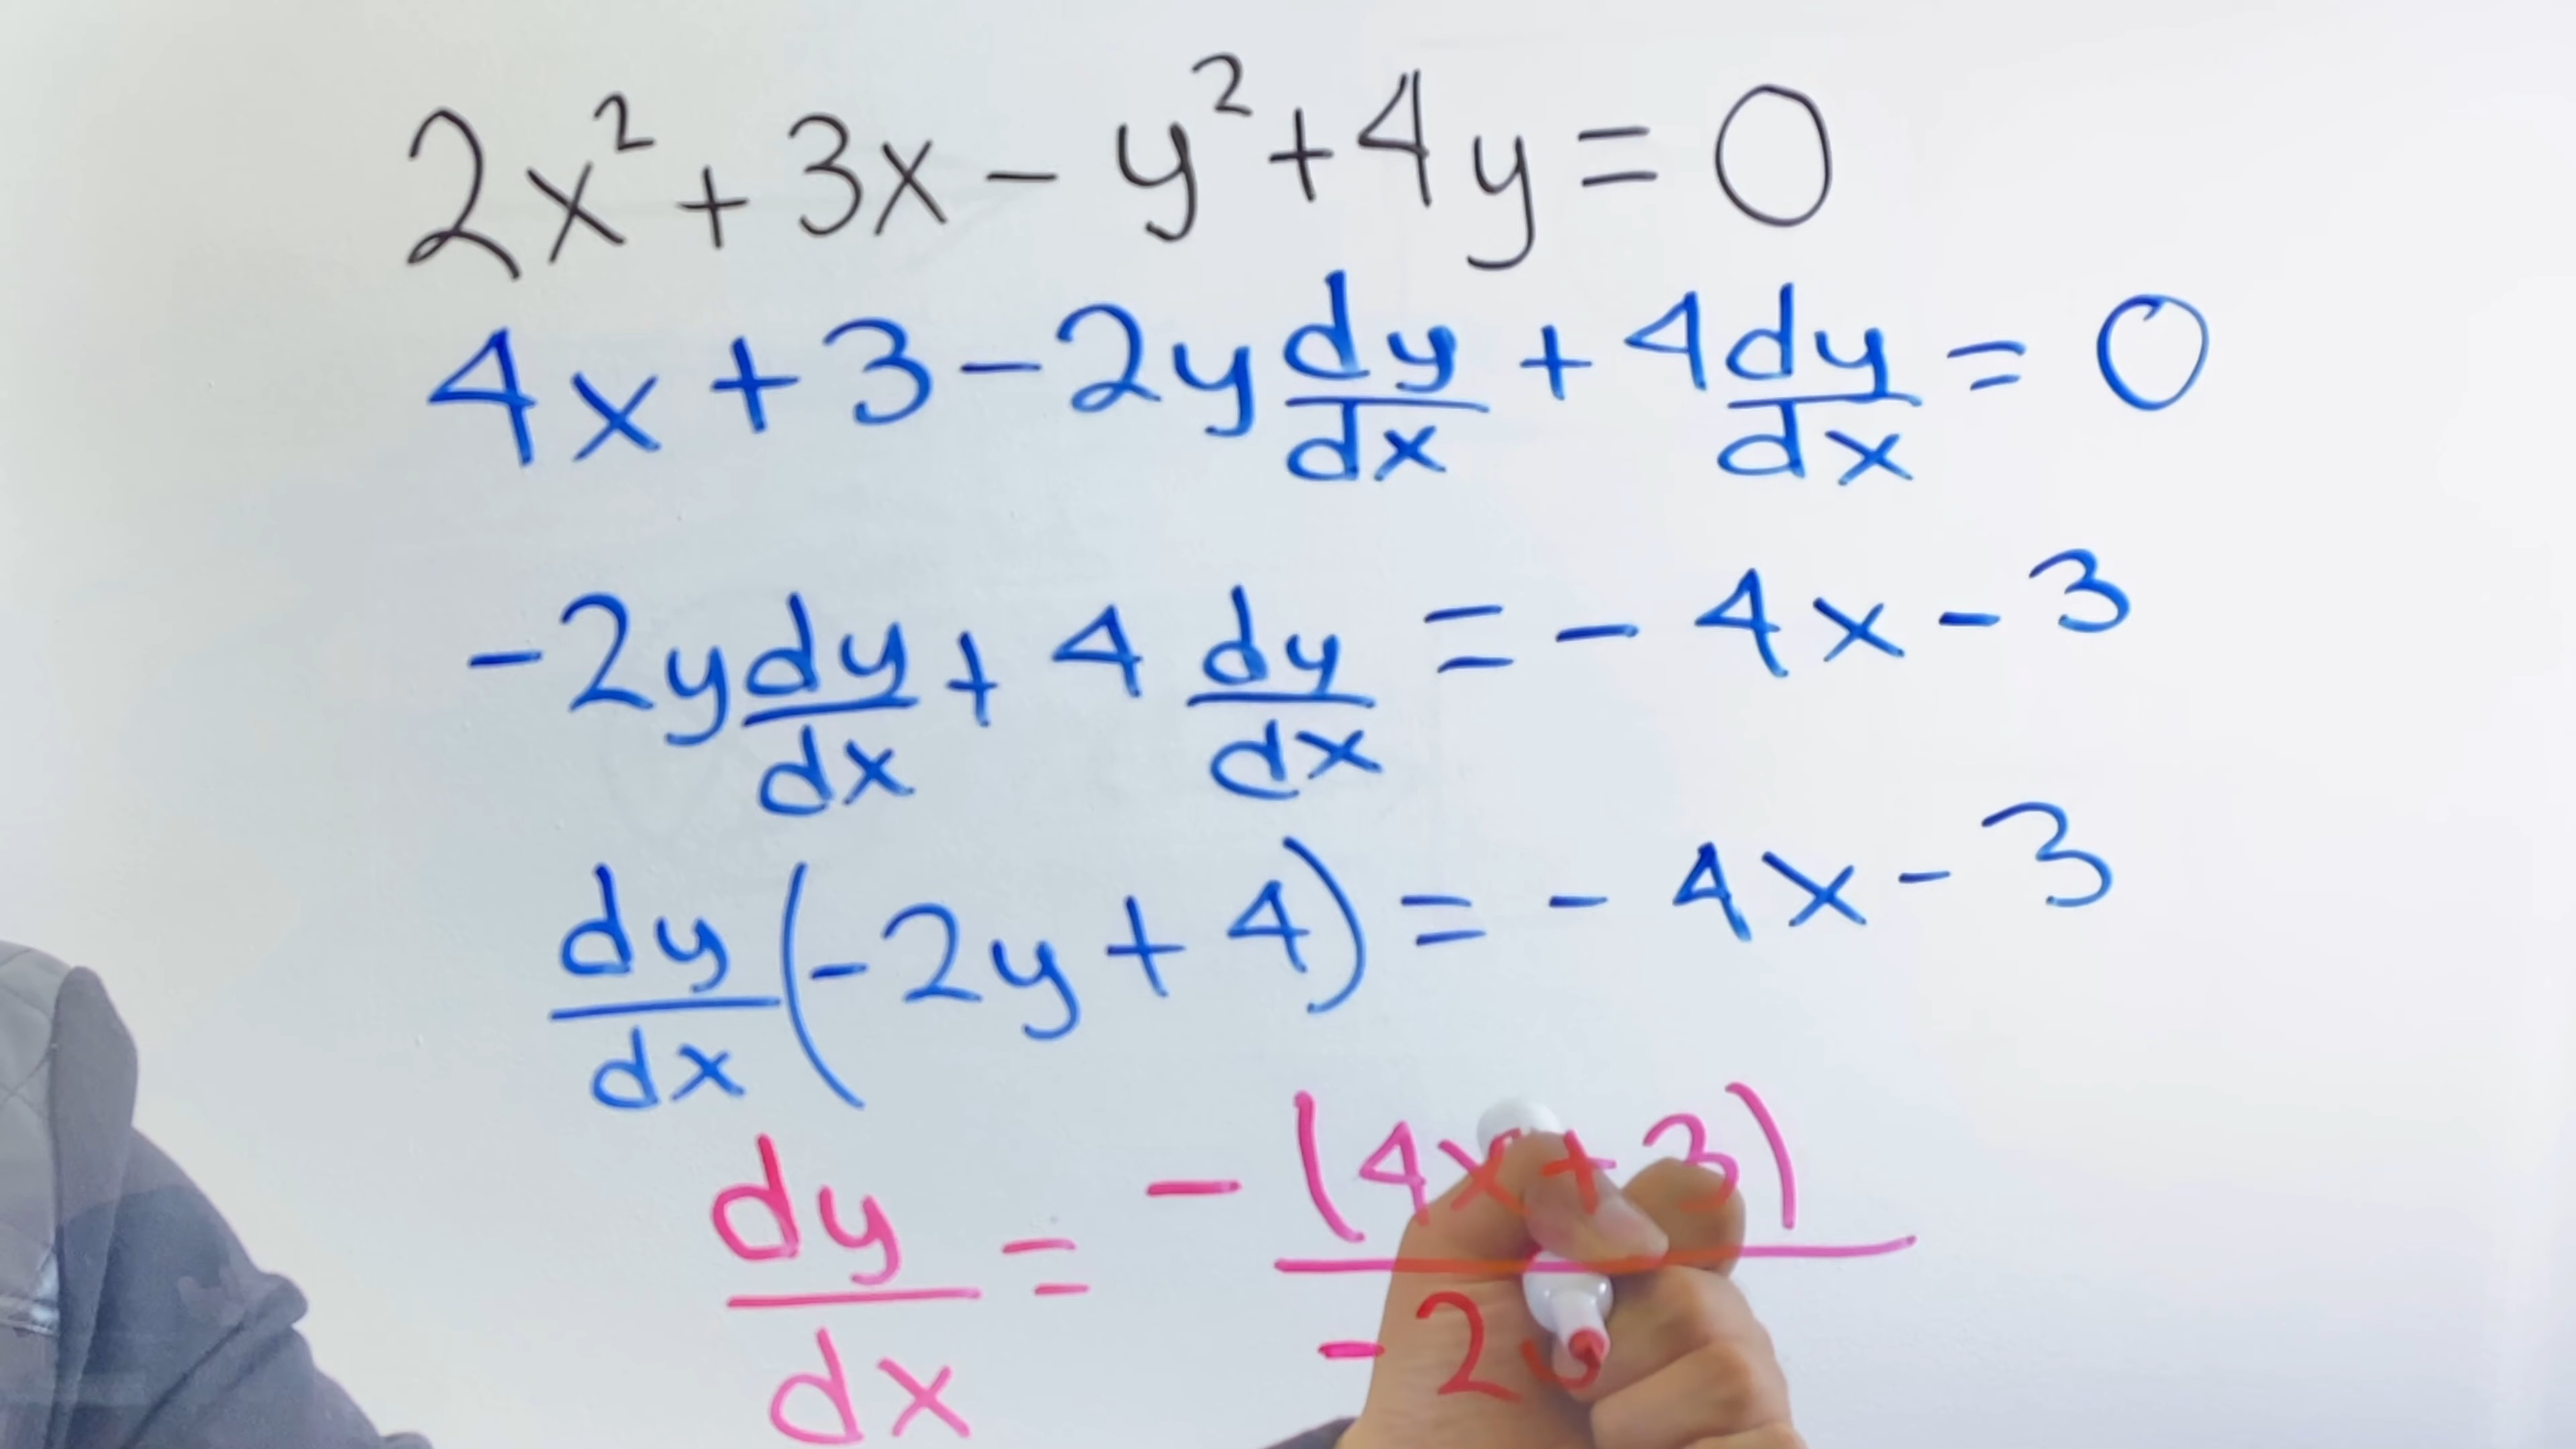 2x² + 3x - y² + 4y = 0
4x + 3 - 2y dy/dx + 4 dy/dx = 0
-2y dy/dx + 4 dy/dx = -4x - 3
dy/dx (-2y + 4) = -4x - 3
dy/dx = -(4x + 3) / -2y